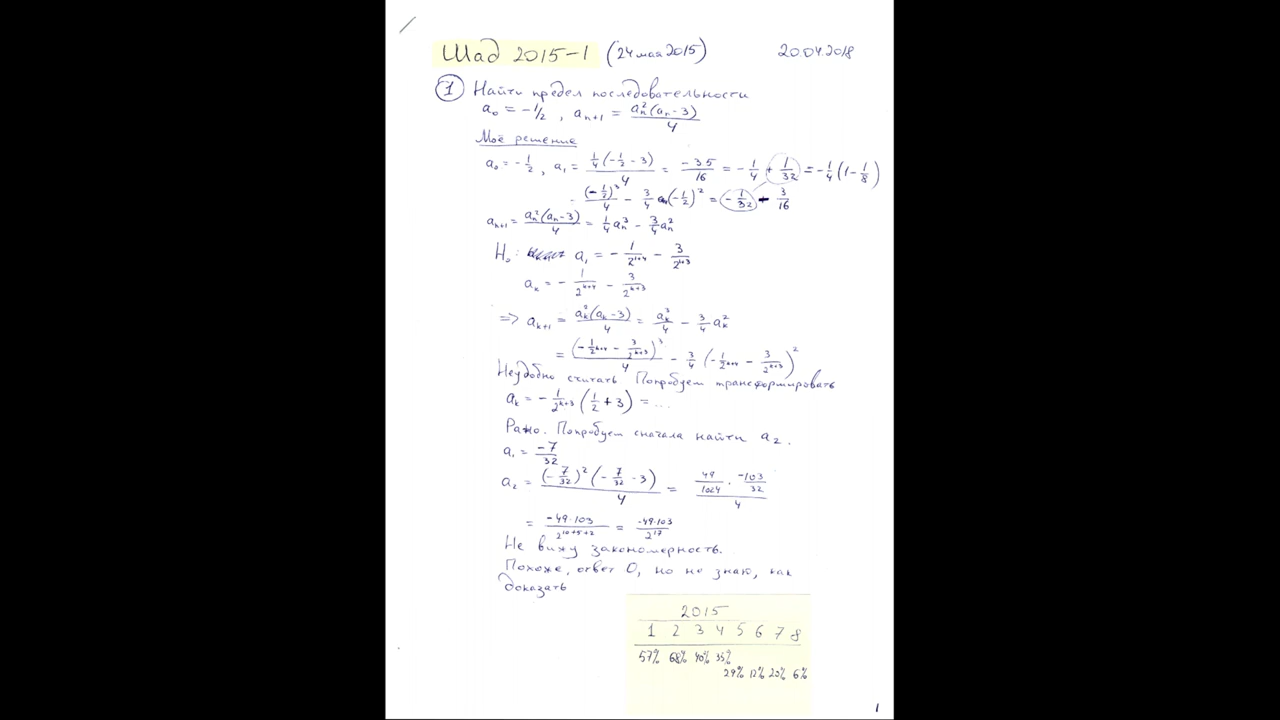 Шад 2015-1 (24 мая 2015) 20.04.2018
① Найти предел последовательности
a₀ = -1/2, aₙ₊₁ = aₙ²(aₙ-3)/4
Моё решение
a₀ = -1/2, a₁ = 1/4(-1/2 - 3)/4 = -3.5/16 = -1/4 + 1/32 = -1/4(1 - 1/8)
(-1/2)³/4 - 3/4 (-1/2)² = -1/32 - 3/16
aₙ₊₁ = aₙ²(aₙ-3)/4 = 1/4 aₙ³ - 3/4 aₙ²
H₀: a₁ = -1/2¹⁺⁴ - 3/2¹⁺³
aₖ = -1/2ᵏ⁺⁴ - 3/2ᵏ⁺³
=> aₖ₊₁ = aₖ²(aₖ-3)/4 = aₖ³/4 - 3/4 aₖ²
= (-1/2ᵏ⁺⁴ - 3/2ᵏ⁺³)³/4 - 3/4 (-1/2ᵏ⁺⁴ - 3/2ᵏ⁺³)²
Неудобно считать Попробуем трансформировать
aₖ = -1/2ᵏ⁺³ (1/2 + 3) = ...
Рано. Попробуем сначала найти a₂.
a₁ = -7/32
a₂ = (-7/32)² (-7/32 - 3)/4 = 49/1024 · -103/32 /4
= -49·103/2¹⁰⁺⁵⁺² = -49·103/2¹⁷
Не вижу закономерность.
Похоже, ответ 0, но не знаю, как
доказать
2015
1 2 3 4 5 6 7 8
57% 68% 40% 35%
29% 12% 20% 6%
1